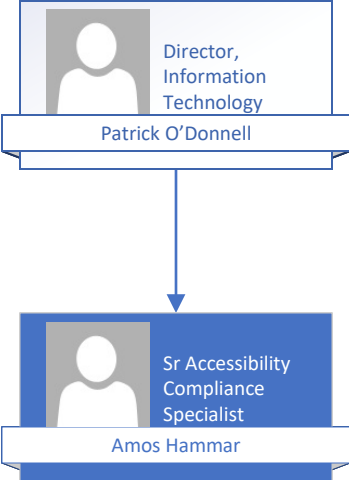 Director,
Information
Technology
Patrick O’Donnell
Sr Accessibility
Compliance
Specialist
Amos Hammar